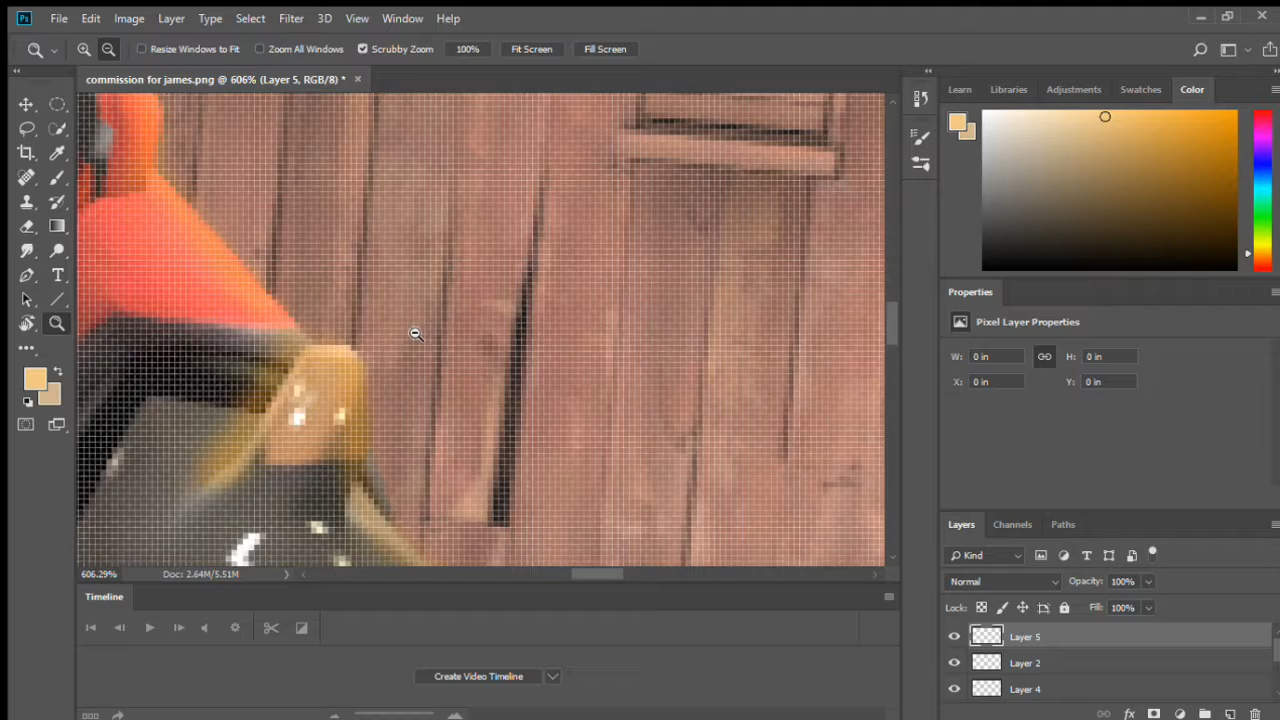 Ps File Edit Image Layer Type Select Filter 3D View Window Help
Resize Windows to Fit Zoom All Windows Scrubby Zoom 100% Fit Screen Fill Screen
commission for james.png @ 606% (Layer 5, RGB/8) * ×
Learn Libraries Adjustments Swatches Color
Properties
Pixel Layer Properties
W: 0 in H: 0 in
X: 0 in Y: 0 in
Layers Channels Paths
Kind
Normal Opacity: 100%
Lock: Fill: 100%
Layer 5
Layer 2
Layer 4
606.29% Doc: 2.64M/5.51M
Timeline
Create Video Timeline